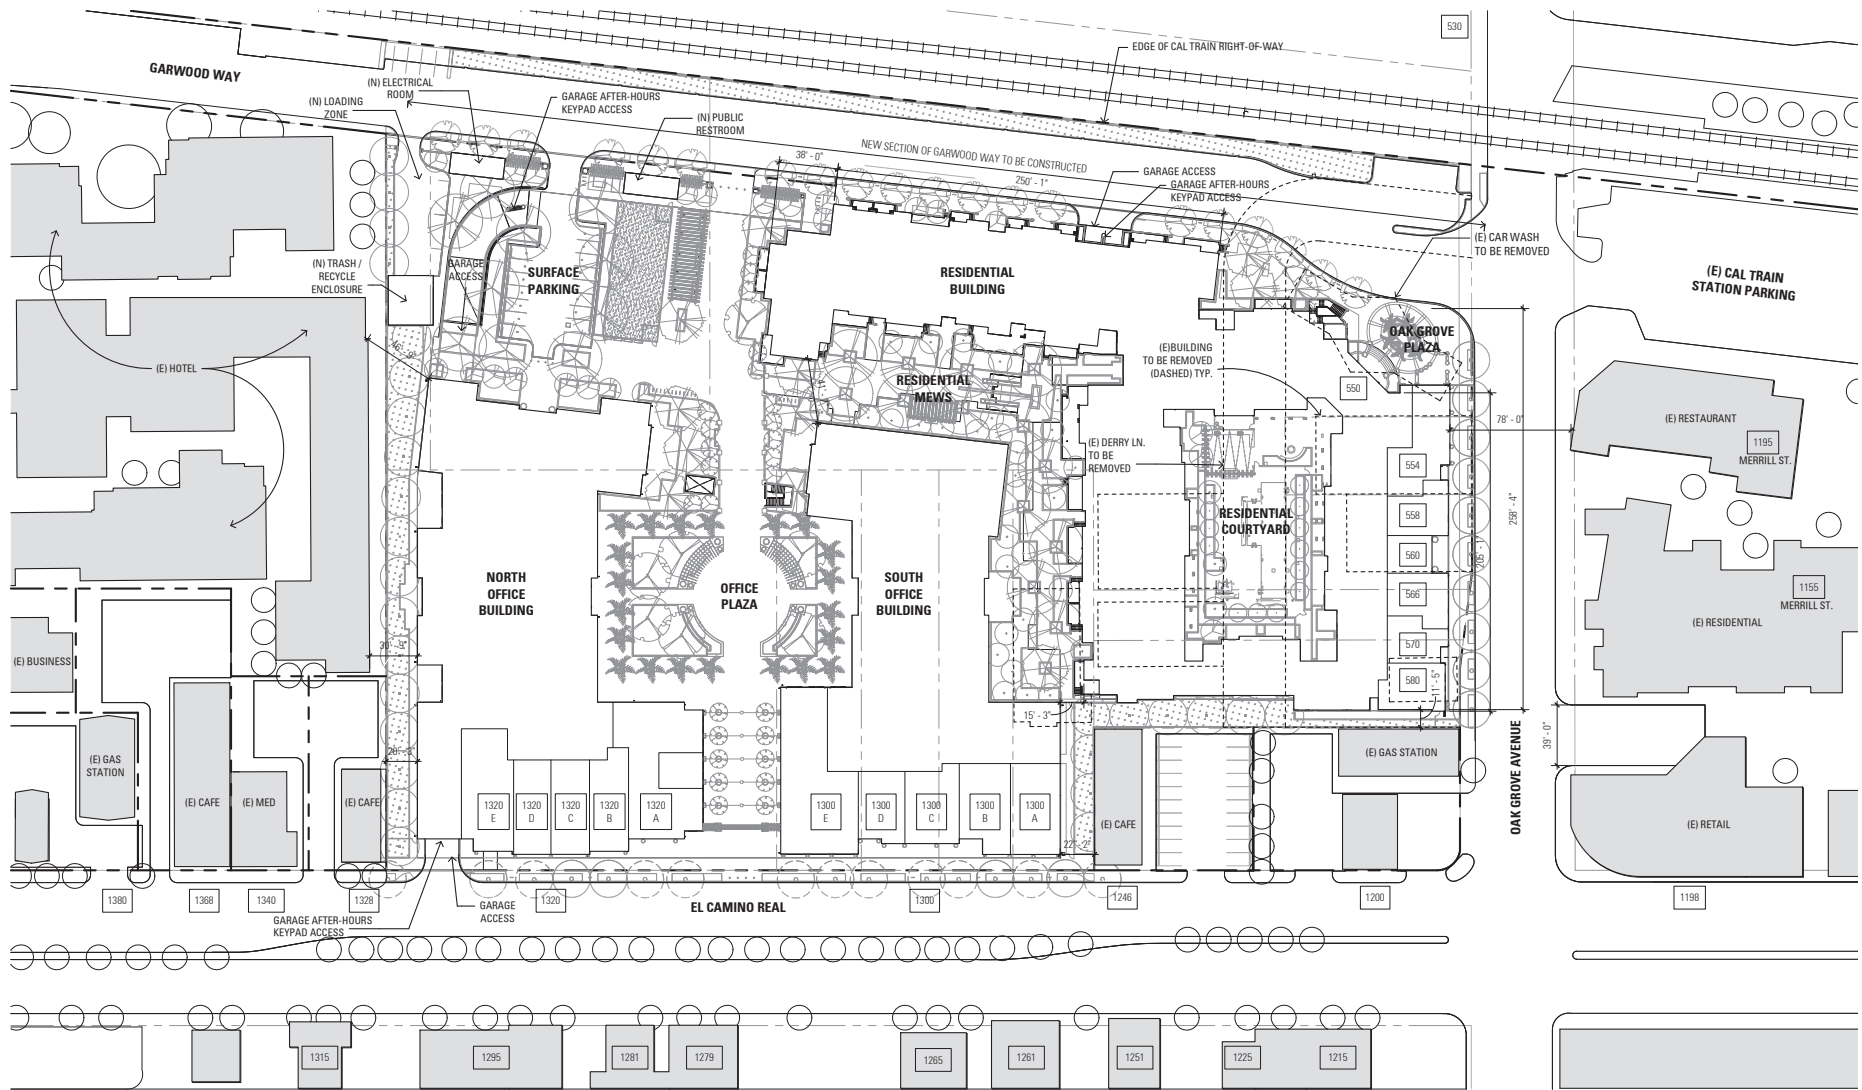 530
EDGE OF CAL TRAIN RIGHT-OF-WAY
GARWOOD WAY
(N) ELECTRICAL
ROOM
(N) LOADING
ZONE
GARAGE AFTER-HOURS
KEYPAD ACCESS
(N) PUBLIC
RESTROOM
NEW SECTION OF GARWOOD WAY TO BE CONSTRUCTED
38' - 0"
250' - 1"
GARAGE ACCESS
GARAGE AFTER-HOURS
KEYPAD ACCESS
(E) CAR WASH
TO BE REMOVED
(N) TRASH /
RECYCLE
ENCLOSURE
GARAGE
ACCESS
SURFACE
PARKING
RESIDENTIAL
BUILDING
(E) CAL TRAIN
STATION PARKING
OAK GROVE
PLAZA
(E)BUILDING
TO BE REMOVED
(DASHED) TYP.
(E) HOTEL
RESIDENTIAL
MEWS
550
78' - 0"
(E) RESTAURANT
1195
MERRILL ST.
(E) DERRY LN.
TO BE
REMOVED
554
258' - 4"
RESIDENTIAL
COURTYARD
558
560
566
570
580
11' - 5"
NORTH
OFFICE
BUILDING
OFFICE
PLAZA
SOUTH
OFFICE
BUILDING
1155
MERRILL ST.
(E) RESIDENTIAL
(E) BUSINESS
30' - 9"
15' - 3"
20' - 3"
22' - 2"
39' - 0"
OAK GROVE AVENUE
(E) GAS
STATION
(E) CAFE
(E) MED
(E) CAFE
1320
E
1320
D
1320
C
1320
B
1320
A
1300
E
1300
D
1300
C
1300
B
1300
A
(E) CAFE
(E) GAS STATION
(E) RETAIL
1380
1368
1340
1328
1320
1300
1246
1200
1198
GARAGE AFTER-HOURS
KEYPAD ACCESS
GARAGE
ACCESS
EL CAMINO REAL
1315
1295
1281
1279
1265
1261
1251
1225
1215